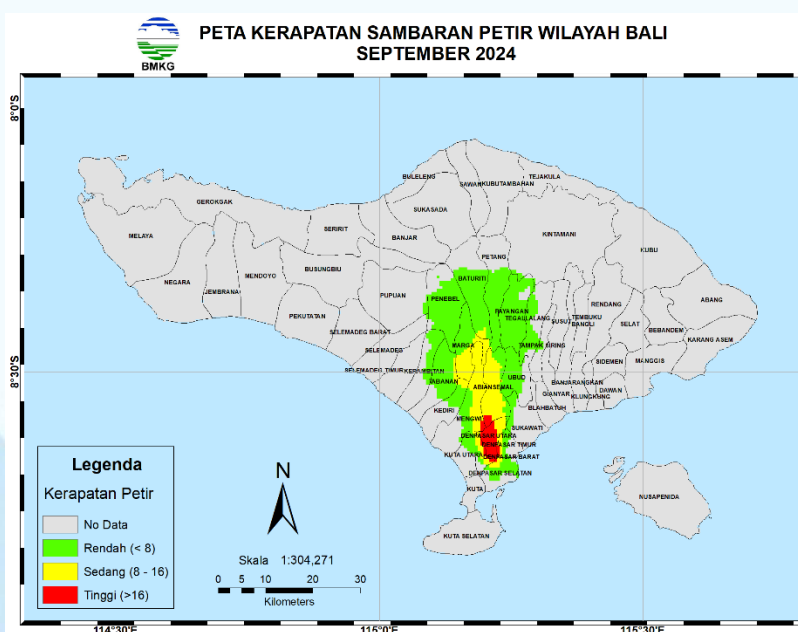 PETA KERAPATAN SAMBARAN PETIR WILAYAH BALI
SEPTEMBER 2024
BMKG
8°0'S
8°30'S
BULELENG
SAWAN
KUBUTAMBAHAN
TEJAKULA
GEROKGAK
SUKASADA
SERIRIT
BANJAR
KINTAMANI
MELAYA
KUBU
PETANG
BUSUNGBIU
MENDOYO
NEGARA
JEMBRANA
BATURITI
PUPUAN
PENEBEL
PAYANGAN
TEGALLALANG
SUSUT
TEMBUKU
BANGLI
RENDANG
SELAT
ABANG
BEBANDEM
KARANG ASEM
PEKUTATAN
SELEMADEG BARAT
SELEMADEG
SELEMADEG TIMUR
KERAMBITAN
MARGA
TAMPAK SIRING
SIDEMEN
MANGGIS
TABANAN
ABIANSEMAL
UBUD
BANJARANGKAN
DAWAN
GIANYAR
KLUNGKUNG
BLAHBATUH
KEDIRI
MENGWI
SUKAWATI
DENPASAR UTARA
DENPASAR TIMUR
KUTA UTARA
DENPASAR BARAT
DENPASAR SELATAN
KUTA
NUSAPENIDA
KUTA SELATAN
Legenda
Kerapatan Petir
No Data
Rendah (< 8)
Sedang (8 - 16)
Tinggi (>16)
N
Skala 1:304,271
0 5 10 20 30
Kilometers
114°30'E
115°0'E
115°30'E